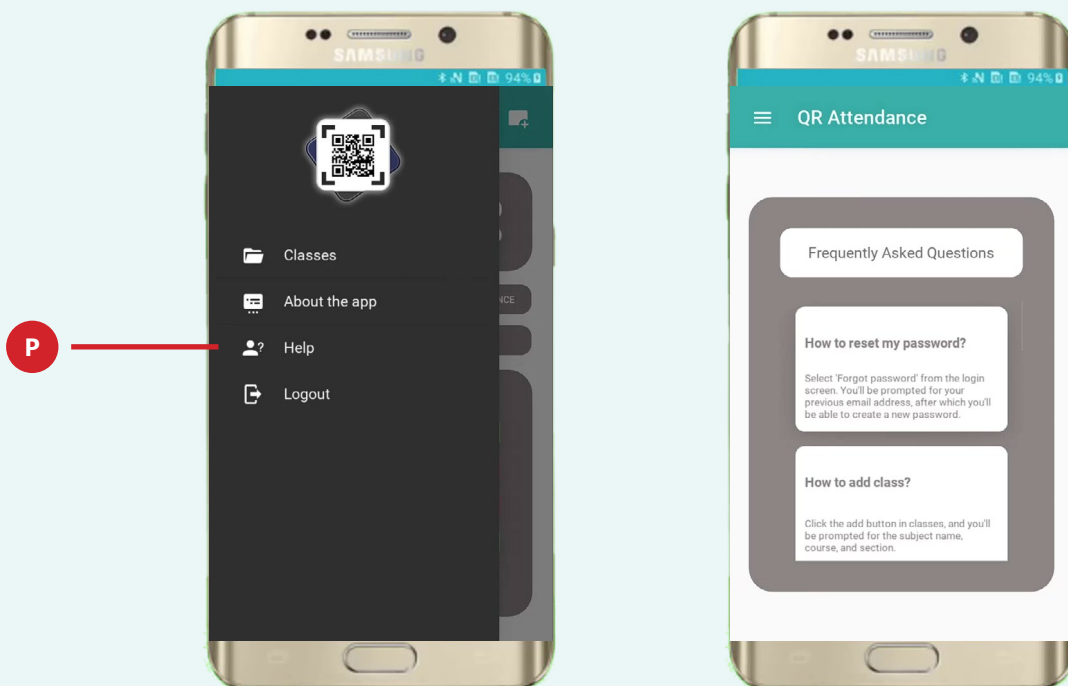 SAMSUNG
94%
Classes
NCE
About the app
P
Help
Logout
SAMSUNG
94%
QR Attendance
Frequently Asked Questions
How to reset my password?
Select 'Forgot password' from the login
screen. You'll be prompted for your
previous email address, after which you'll
be able to create a new password.
How to add class?
Click the add button in classes, and you'll
be prompted for the subject name,
course, and section.